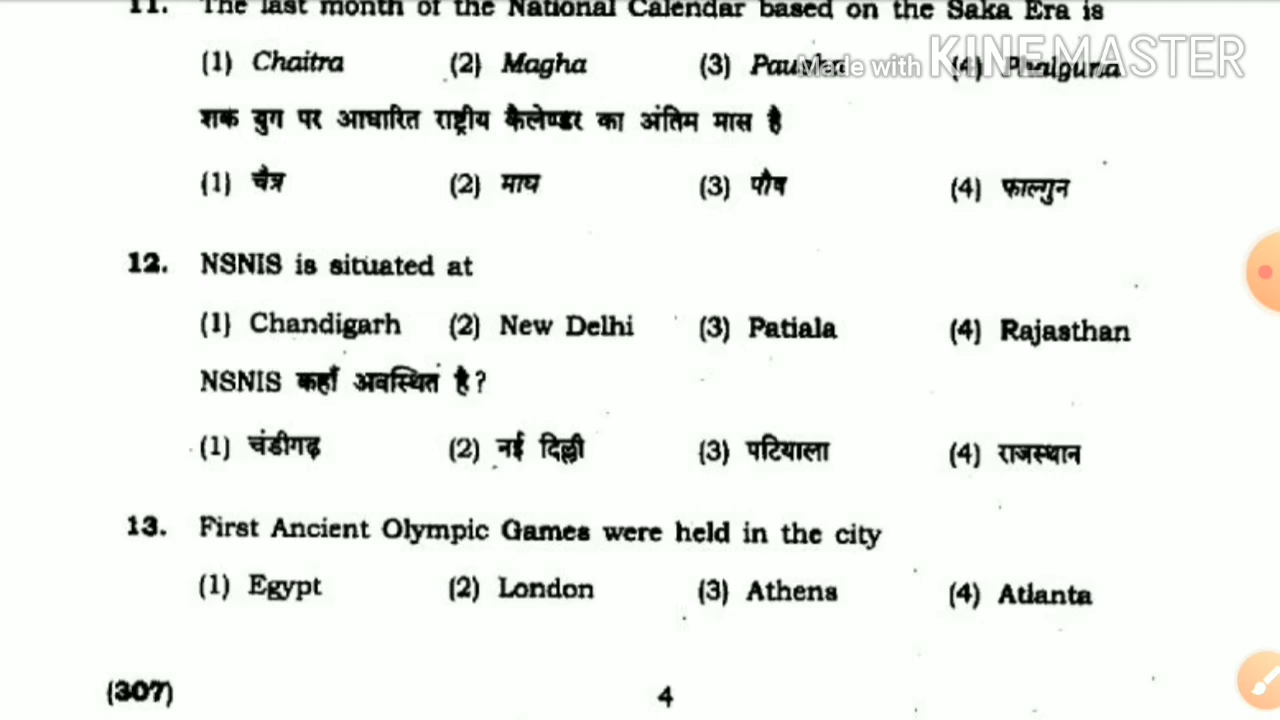 11. The last month of the National Calendar based on the Saka Era is
(1) Chaitra (2) Magha (3) Pausha (4) Phalguna
Made with KINEMASTER
शक युग पर आधारित राष्ट्रीय कैलेण्डर का अंतिम मास है
(1) चैत्र (2) माघ (3) पौष (4) फाल्गुन
12. NSNIS is situated at
(1) Chandigarh (2) New Delhi (3) Patiala (4) Rajasthan
NSNIS कहाँ अवस्थित है?
(1) चंडीगढ़ (2) नई दिल्ली (3) पटियाला (4) राजस्थान
13. First Ancient Olympic Games were held in the city
(1) Egypt (2) London (3) Athens (4) Atlanta
(307) 4